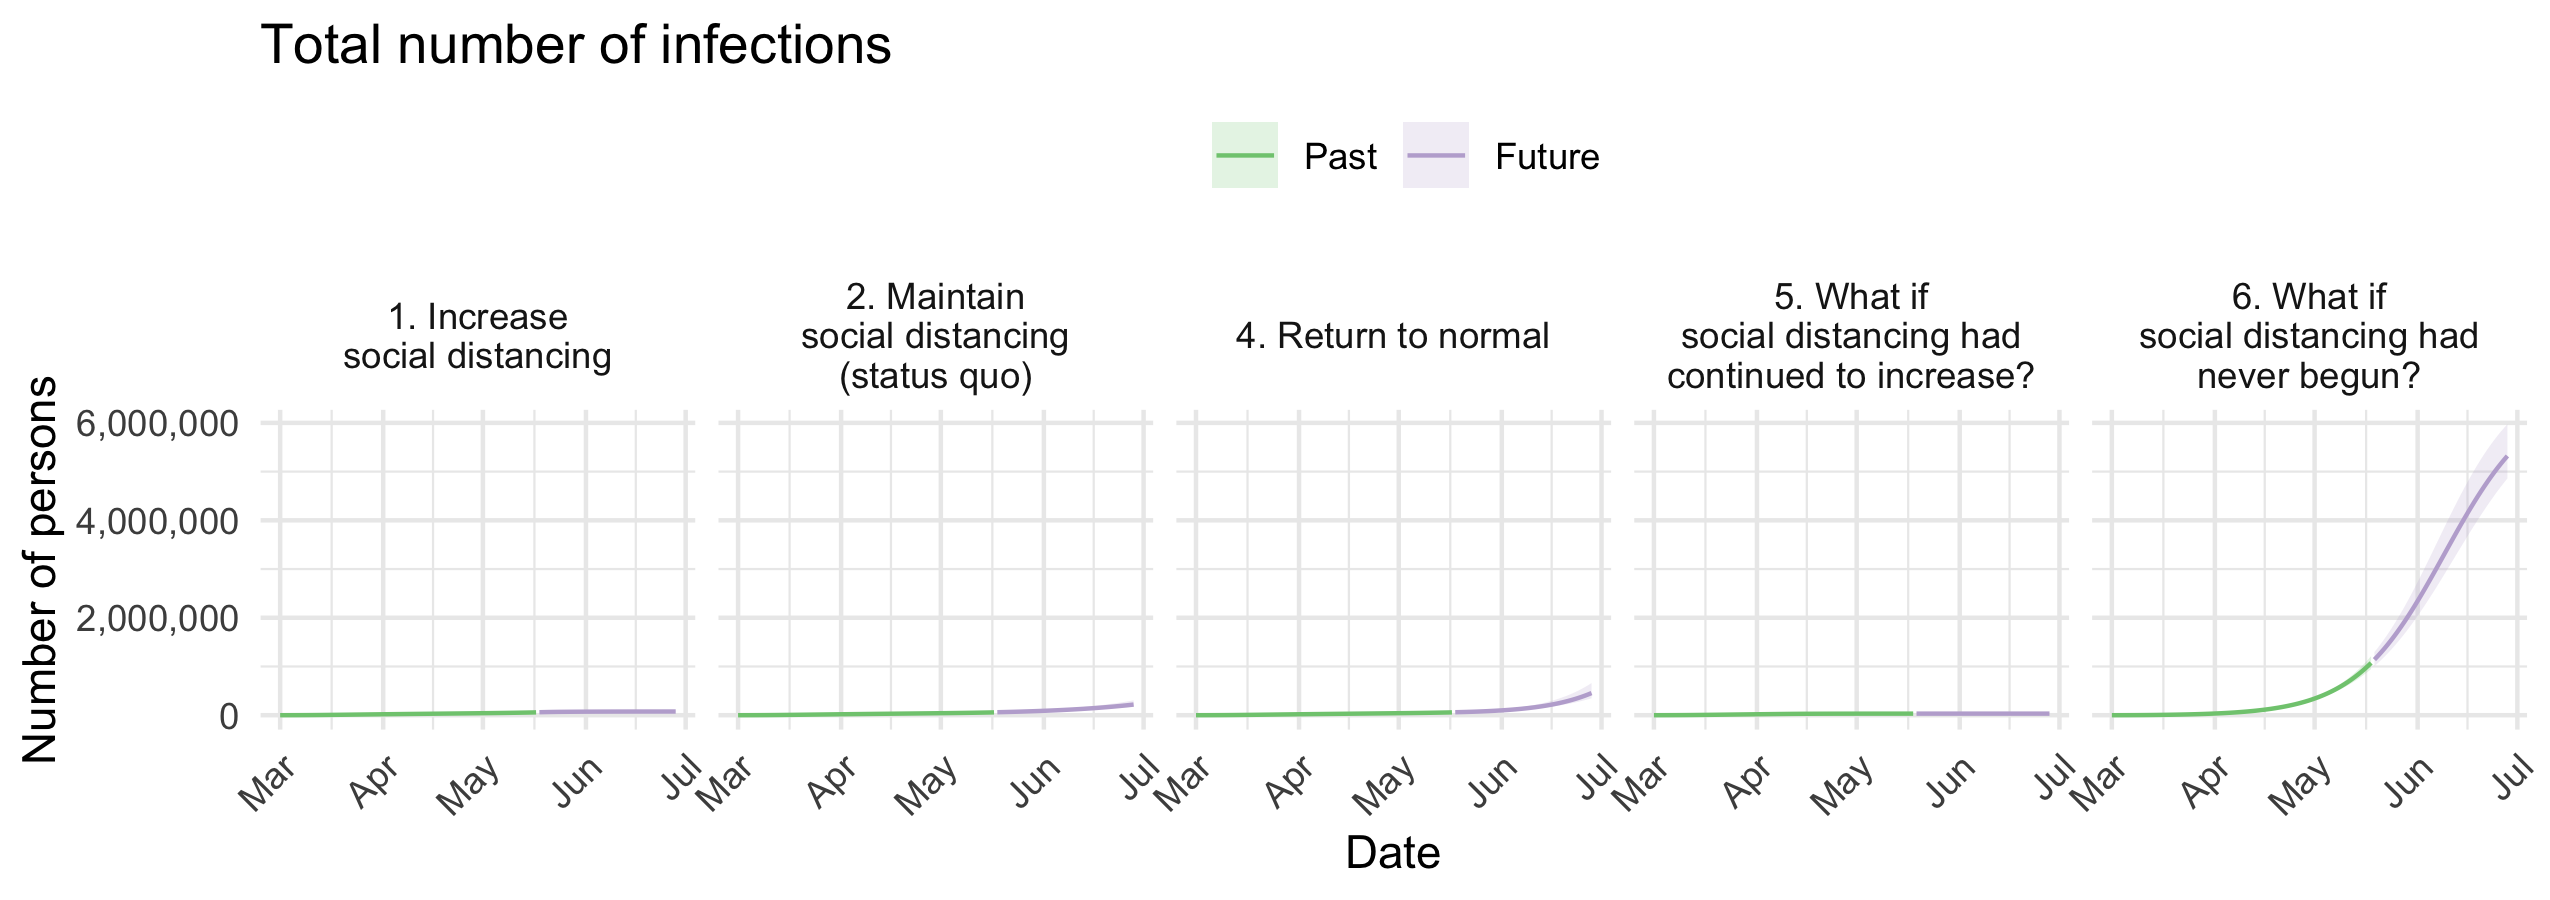 Total number of infections
Past
Future
1. Increase
social distancing
2. Maintain
social distancing
(status quo)
4. Return to normal
5. What if
social distancing had
continued to increase?
6. What if
social distancing had
never begun?
Number of persons
6,000,000
4,000,000
2,000,000
0
Mar Apr May Jun Jul
Mar Apr May Jun Jul
Mar Apr May Jun Jul
Mar Apr May Jun Jul
Mar Apr May Jun Jul
Date